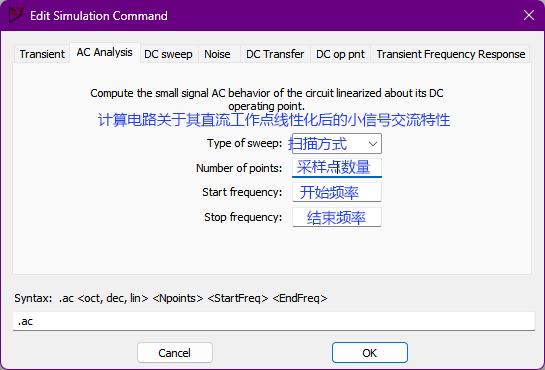 Edit Simulation Command
Transient AC Analysis DC sweep Noise DC Transfer DC op pnt Transient Frequency Response
Compute the small signal AC behavior of the circuit linearized about its DC
operating point.
计算电路关于其直流工作点线性化后的小信号交流特性
Type of sweep: 扫描方式
Number of points: 采样点数量
Start frequency: 开始频率
Stop frequency: 结束频率
Syntax: .ac <oct, dec, lin> <Npoints> <StartFreq> <EndFreq>
.ac
Cancel OK